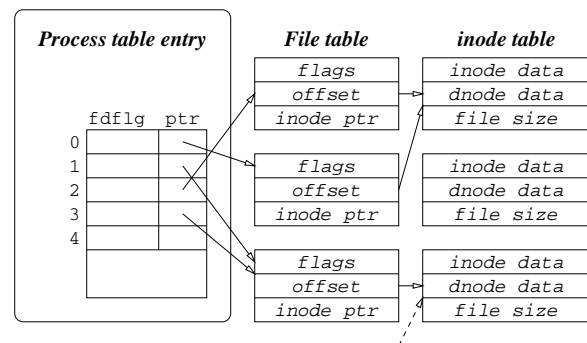 Process table entry
File table
inode table
fdflg ptr
0
1
2
3
4
flags
offset
inode ptr
flags
offset
inode ptr
flags
offset
inode ptr
inode data
dnode data
file size
inode data
dnode data
file size
inode data
dnode data
file size